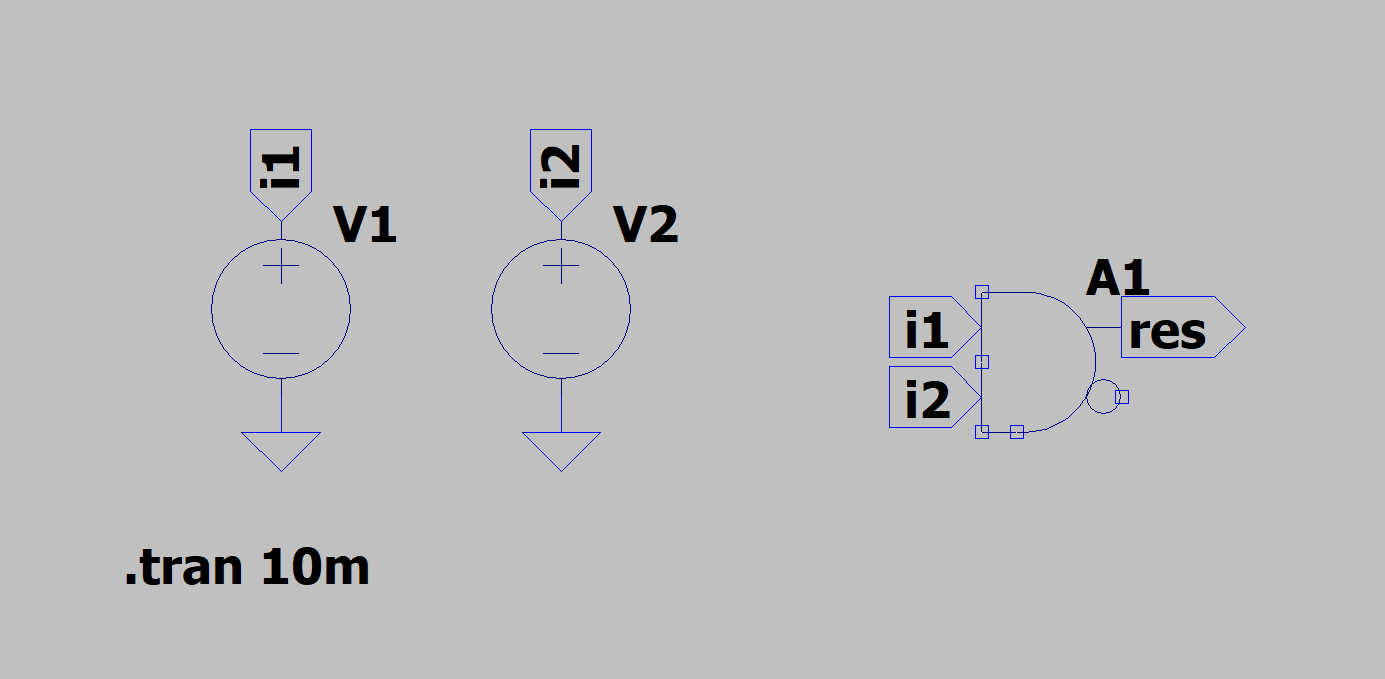 i1
V1
i2
V2
A1
i1
res
i2
.tran 10m